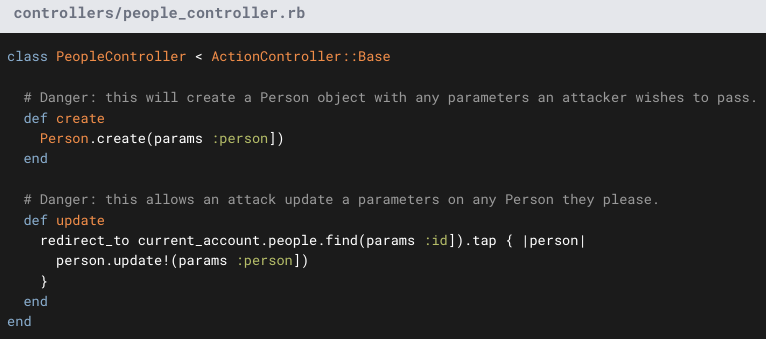 controllers/people_controller.rb
class PeopleController < ActionController::Base
# Danger: this will create a Person object with any parameters an attacker wishes to pass.
def create
Person.create(params :person])
end
# Danger: this allows an attack update a parameters on any Person they please.
def update
redirect_to current_account.people.find(params :id]).tap { |person|
person.update!(params :person])
}
end
end